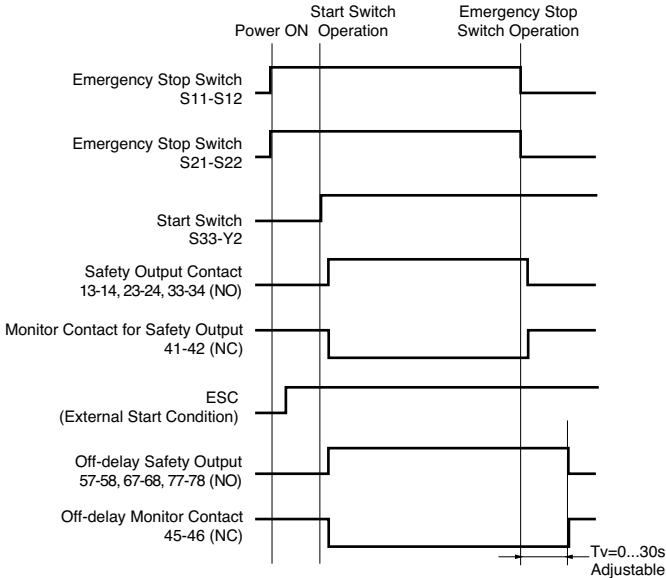 Start Switch
Operation
Emergency Stop
Switch Operation
Power ON
Emergency Stop Switch
S11-S12
Emergency Stop Switch
S21-S22
Start Switch
S33-Y2
Safety Output Contact
13-14, 23-24, 33-34 (NO)
Monitor Contact for Safety Output
41-42 (NC)
ESC
(External Start Condition)
Off-delay Safety Output
57-58, 67-68, 77-78 (NO)
Off-delay Monitor Contact
45-46 (NC)
Tv=0...30s
Adjustable